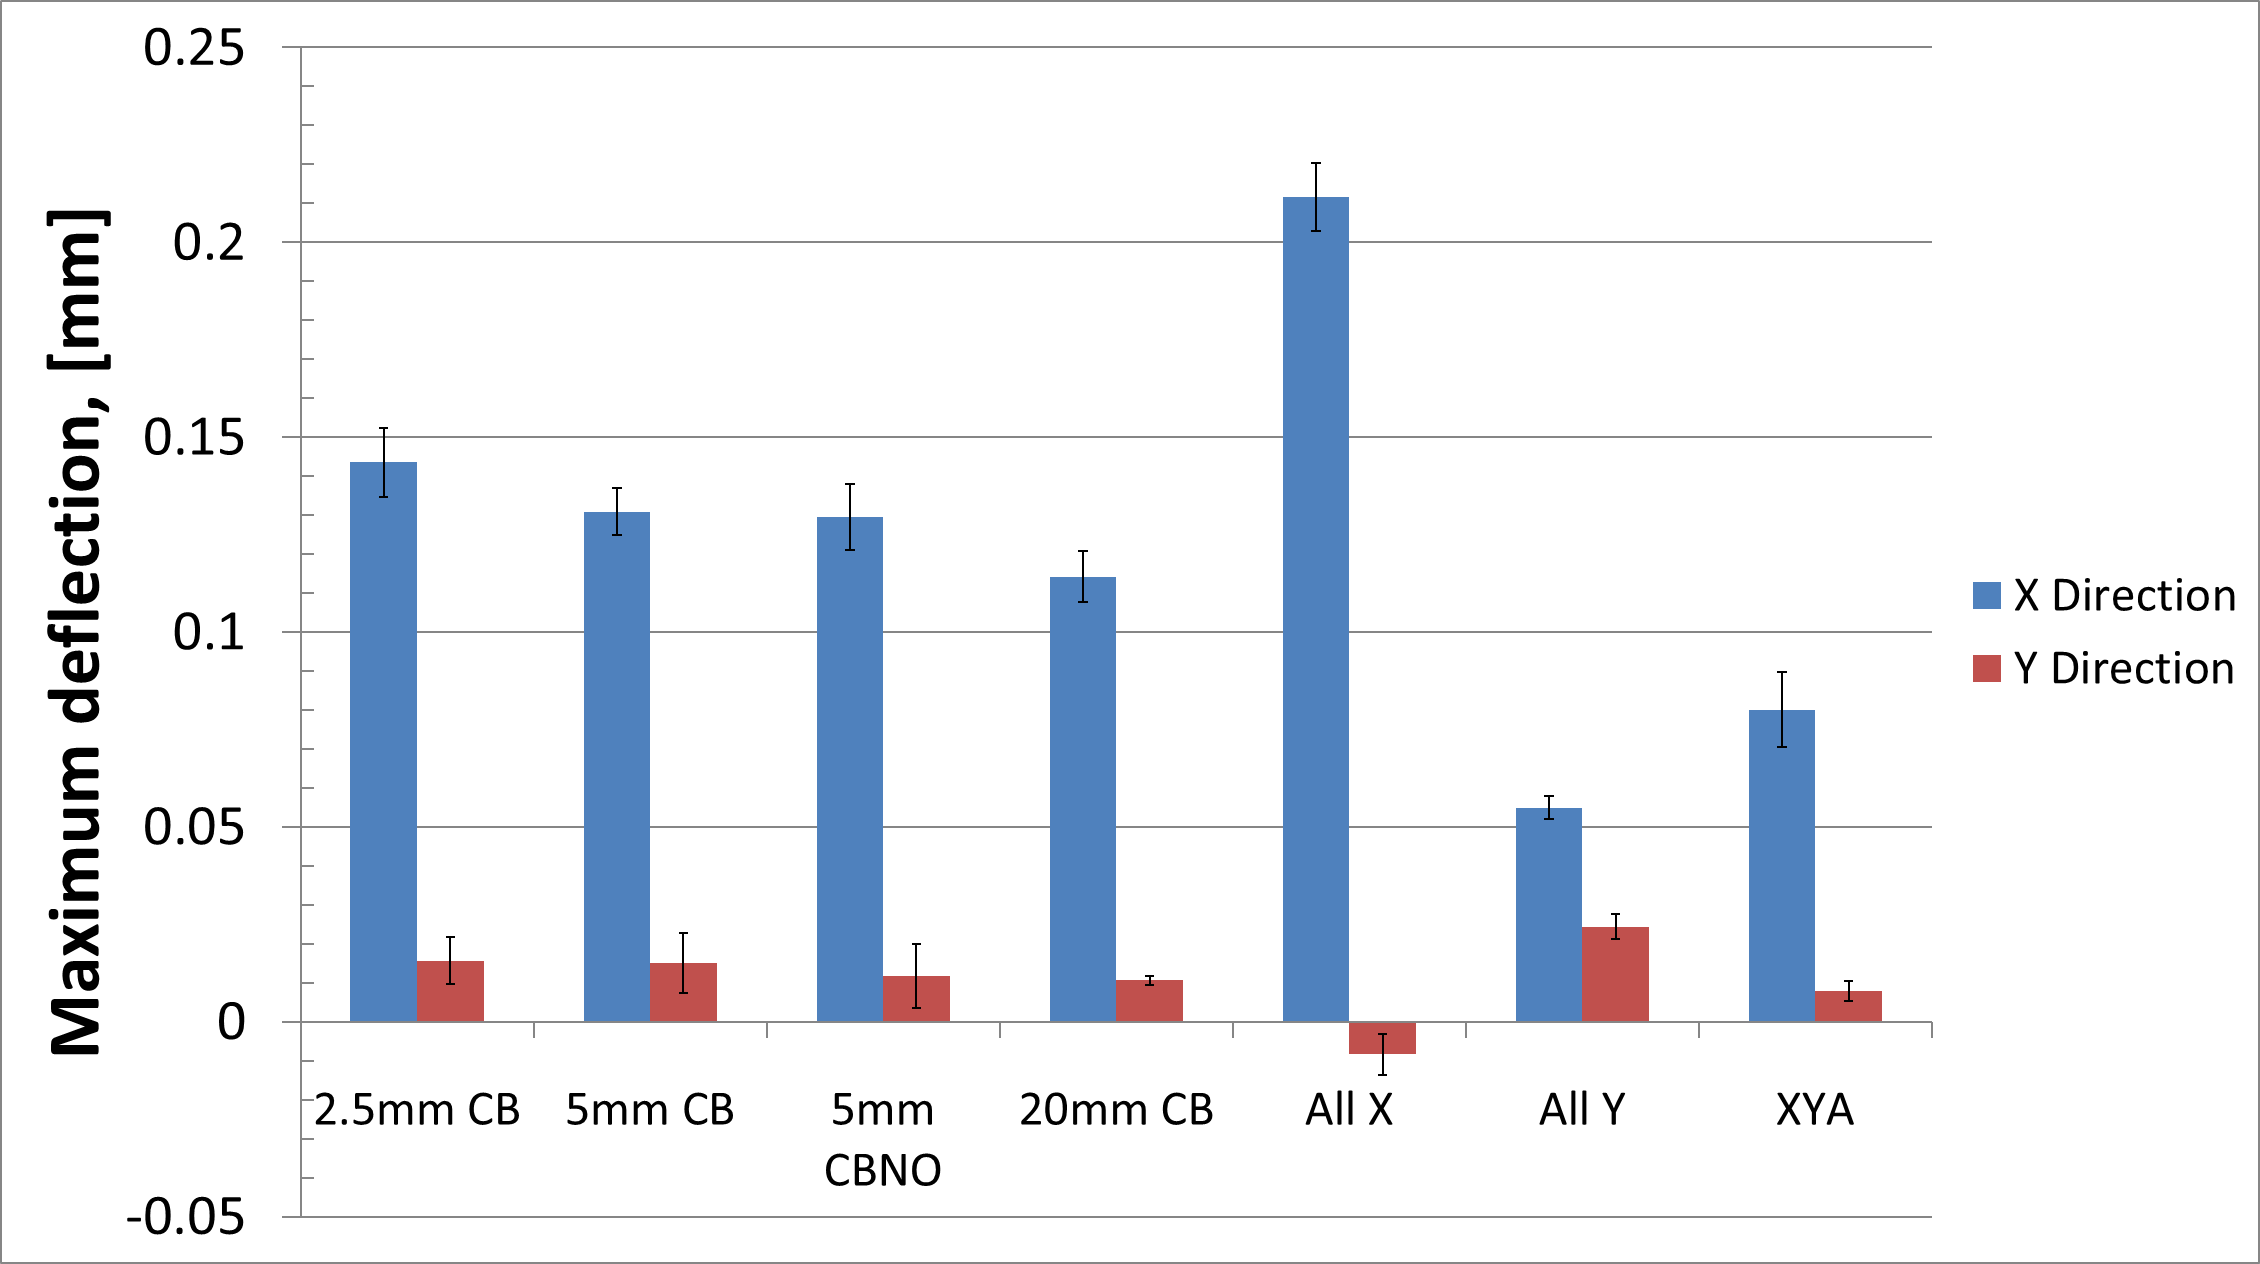 Maximum deflection, [mm]
0.25
0.2
0.15
0.1
0.05
0
-0.05
2.5mm CB
5mm CB
5mm
CBNO
20mm CB
All X
All Y
XYA
X Direction
Y Direction